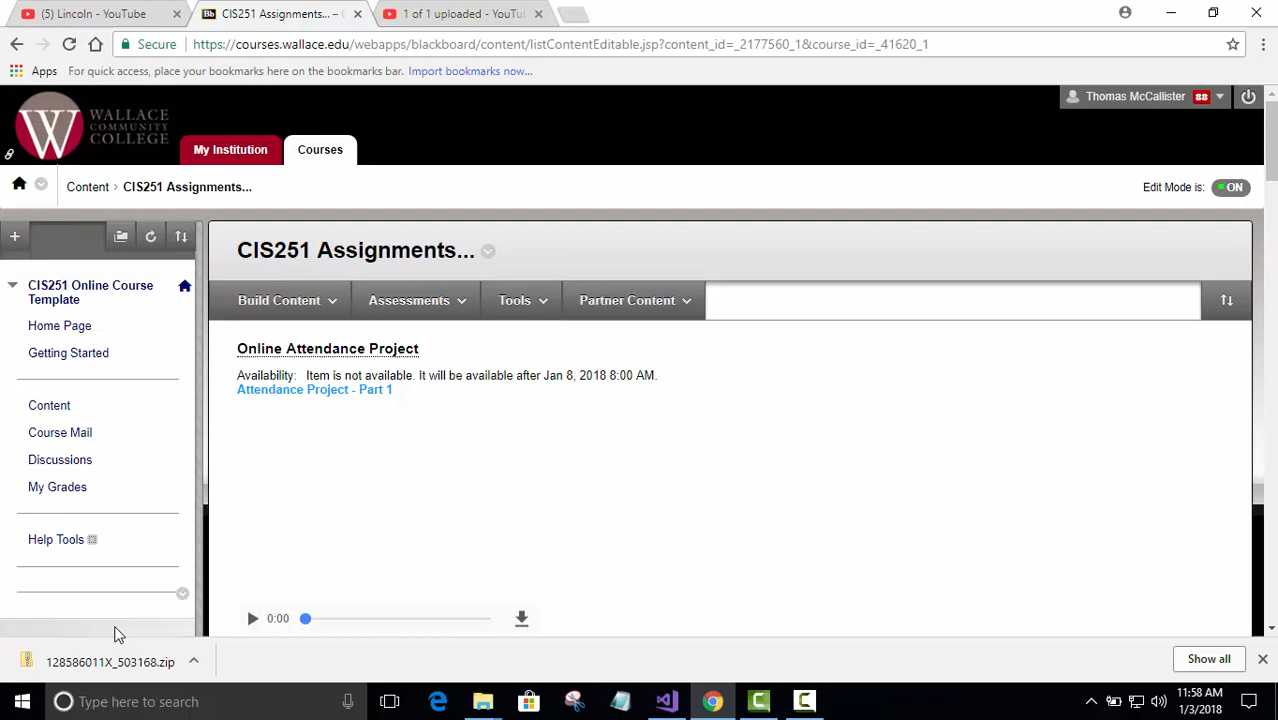 (5) Lincoln - YouTube
Bb CIS251 Assignments... – C
1 of 1 uploaded - YouTu
Secure https://courses.wallace.edu/webapps/blackboard/content/listContentEditable.jsp?content_id=_2177560_1&course_id=_41620_1
Apps For quick access, place your bookmarks here on the bookmarks bar. Import bookmarks now...
W WALLACE
COMMUNITY
COLLEGE
Thomas McCallister 88
My Institution Courses
Content > CIS251 Assignments...
Edit Mode is: ON
CIS251 Online Course
Template
Home Page
Getting Started
Content
Course Mail
Discussions
My Grades
Help Tools
CIS251 Assignments...
Build Content Assessments Tools Partner Content
Online Attendance Project
Availability: Item is not available. It will be available after Jan 8, 2018 8:00 AM.
Attendance Project - Part 1
0:00
128586011X_503168.zip
Show all
Type here to search
11:58 AM
1/3/2018